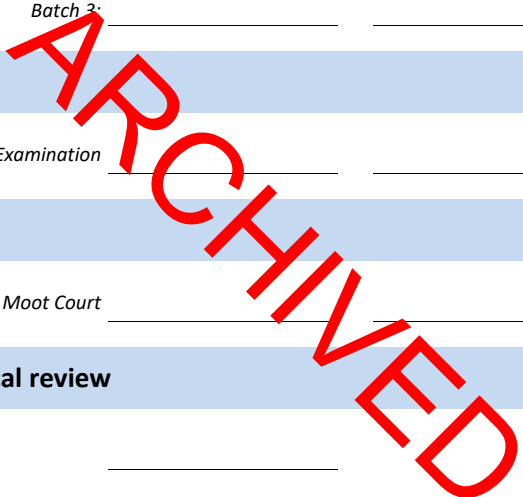 Batch 3:
Examination
Moot Court
al review
ARCHIVED